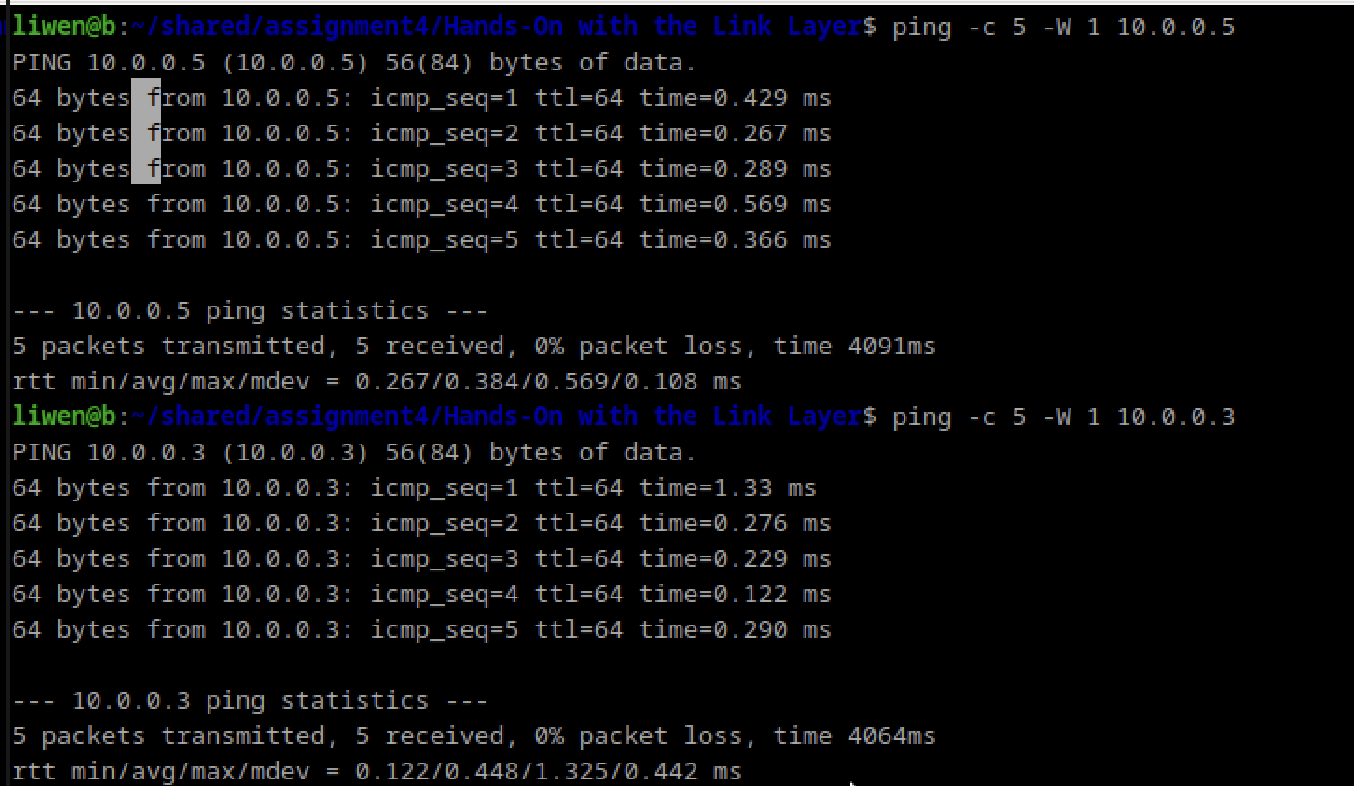 liwen@b:~/shared/assignment4/Hands-On with the Link Layer$ ping -c 5 -W 1 10.0.0.5
PING 10.0.0.5 (10.0.0.5) 56(84) bytes of data.
64 bytes from 10.0.0.5: icmp_seq=1 ttl=64 time=0.429 ms
64 bytes from 10.0.0.5: icmp_seq=2 ttl=64 time=0.267 ms
64 bytes from 10.0.0.5: icmp_seq=3 ttl=64 time=0.289 ms
64 bytes from 10.0.0.5: icmp_seq=4 ttl=64 time=0.569 ms
64 bytes from 10.0.0.5: icmp_seq=5 ttl=64 time=0.366 ms
--- 10.0.0.5 ping statistics ---
5 packets transmitted, 5 received, 0% packet loss, time 4091ms
rtt min/avg/max/mdev = 0.267/0.384/0.569/0.108 ms
liwen@b:~/shared/assignment4/Hands-On with the Link Layer$ ping -c 5 -W 1 10.0.0.3
PING 10.0.0.3 (10.0.0.3) 56(84) bytes of data.
64 bytes from 10.0.0.3: icmp_seq=1 ttl=64 time=1.33 ms
64 bytes from 10.0.0.3: icmp_seq=2 ttl=64 time=0.276 ms
64 bytes from 10.0.0.3: icmp_seq=3 ttl=64 time=0.229 ms
64 bytes from 10.0.0.3: icmp_seq=4 ttl=64 time=0.122 ms
64 bytes from 10.0.0.3: icmp_seq=5 ttl=64 time=0.290 ms
--- 10.0.0.3 ping statistics ---
5 packets transmitted, 5 received, 0% packet loss, time 4064ms
rtt min/avg/max/mdev = 0.122/0.448/1.325/0.442 ms